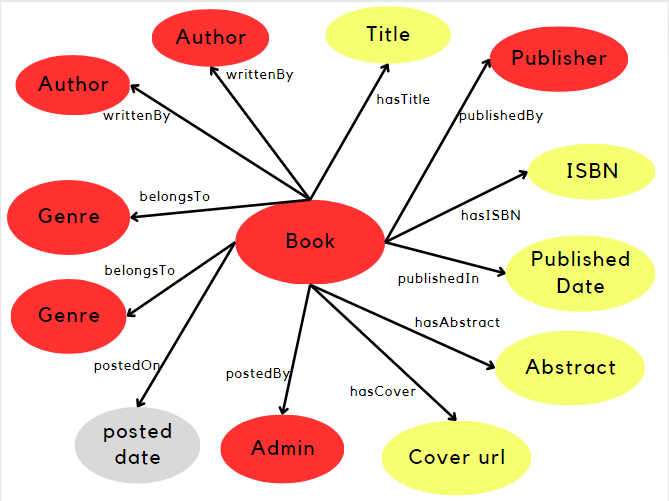 Author
Title
Publisher
Author
writtenBy
hasTitle
writtenBy
publishedBy
ISBN
belongsTo
hasISBN
Genre
Book
Published
Date
belongsTo
publishedIn
Genre
hasAbstract
postedOn
postedBy
Abstract
hasCover
posted
date
Admin
Cover url